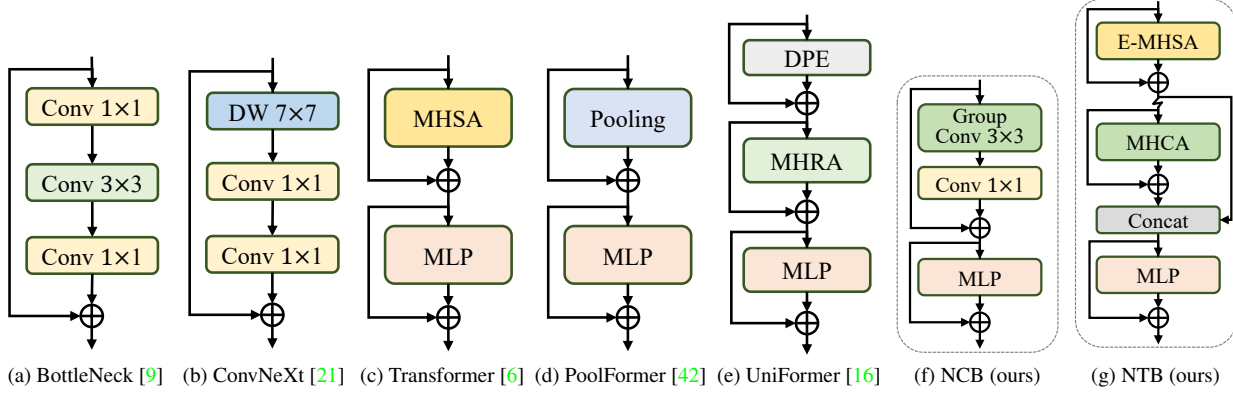 Conv 1×1
Conv 3×3
Conv 1×1
(a) BottleNeck [9]
DW 7×7
Conv 1×1
Conv 1×1
(b) ConvNeXt [21]
MHSA
MLP
(c) Transformer [6]
Pooling
MLP
(d) PoolFormer [42]
DPE
MHRA
MLP
(e) UniFormer [16]
Group
Conv 3×3
Conv 1×1
MLP
(f) NCB (ours)
E-MHSA
MHCA
Concat
MLP
(g) NTB (ours)